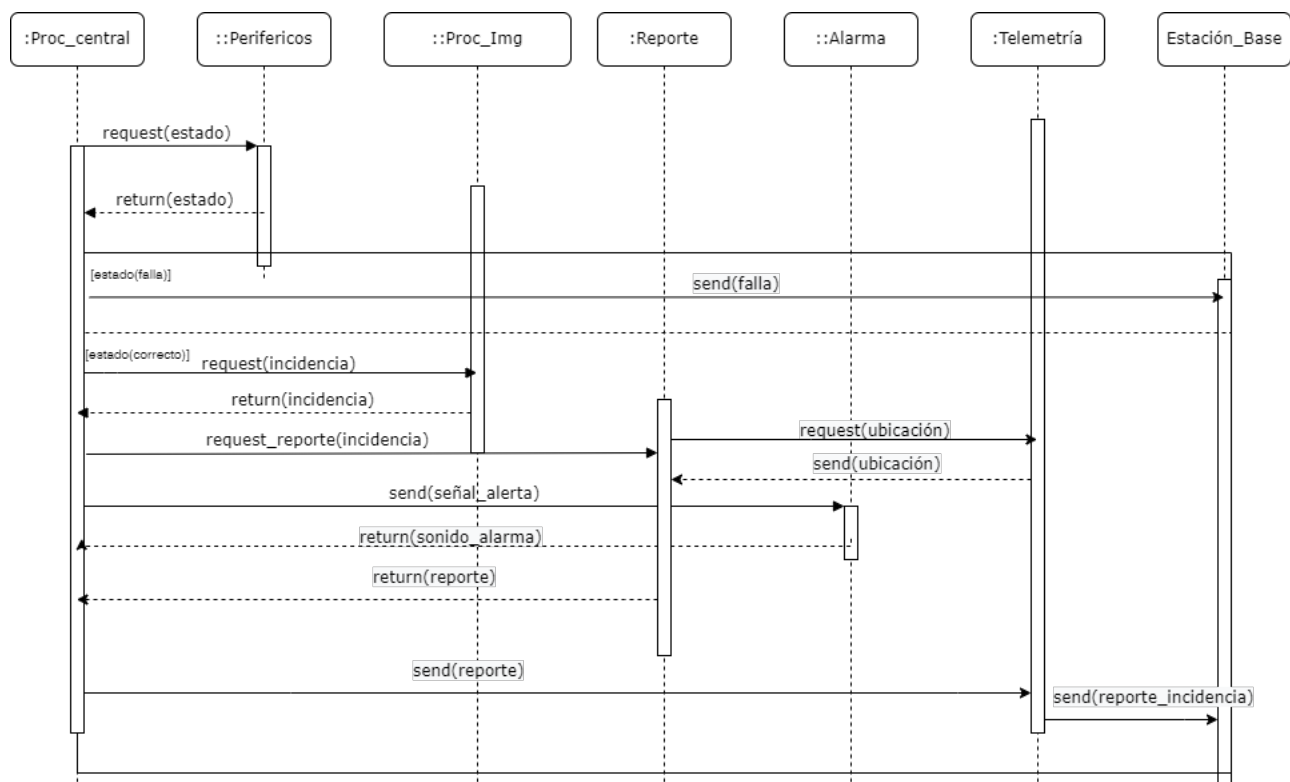 :Proc_central
::Perifericos
::Proc_Img
:Reporte
::Alarma
:Telemetría
Estación_Base
request(estado)
return(estado)
[estado(falla)]
send(falla)
[estado(correcto)]
request(incidencia)
return(incidencia)
request_reporte(incidencia)
request(ubicación)
send(ubicación)
send(señal_alerta)
return(sonido_alarma)
return(reporte)
send(reporte)
send(reporte_incidencia)